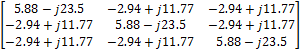 5.88 − j23.5 −2.94 + j11.77 −2.94 + j11.77
−2.94 + j11.77 5.88 − j23.5 −2.94 + j11.77
−2.94 + j11.77 −2.94 + j11.77 5.88 − j23.5